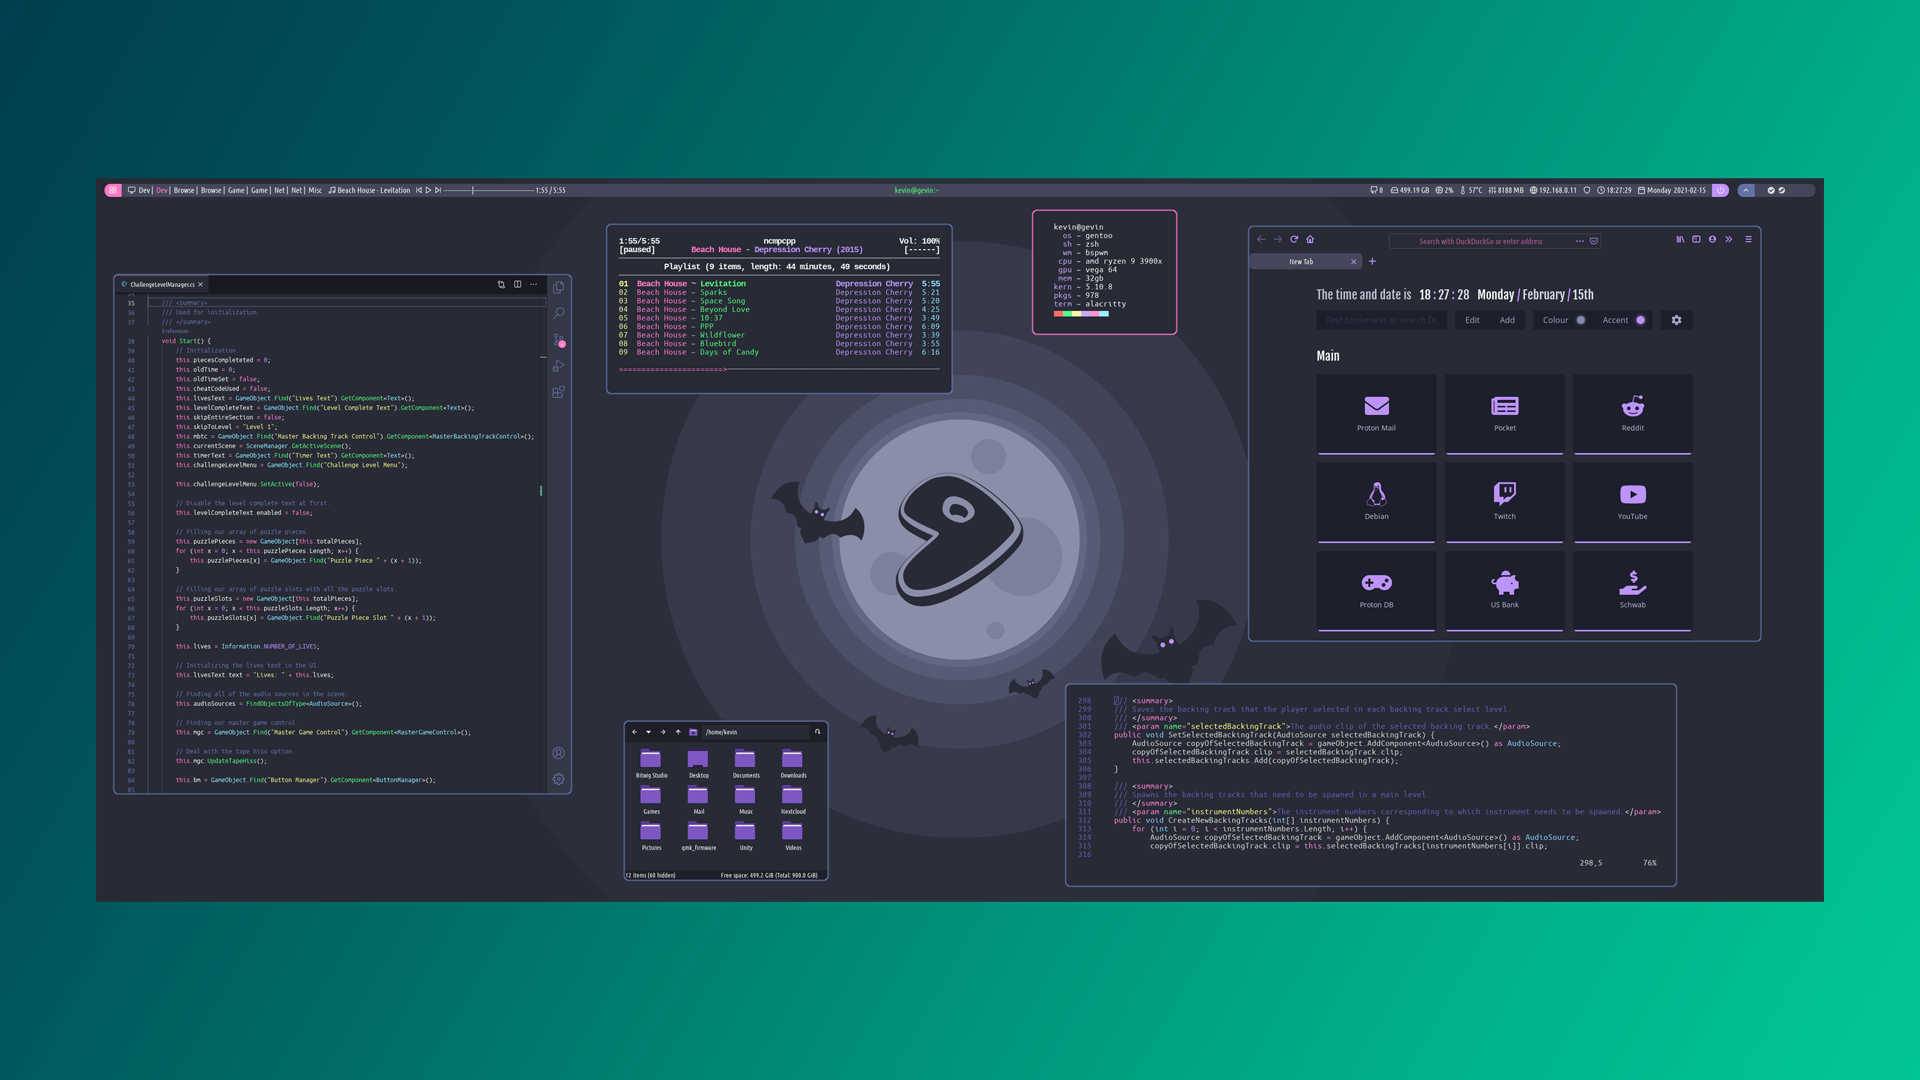 Dev | Dev | Browse | Browse | Game | Game | Net | Net | Misc Beach House - Levitation 1:55 / 5:55
kevin@gevin:~
0 499.19 GB 2% 57°C 8188 MB 192.168.0.11 18:27:29 Monday 2021-02-15
ChallengeLevelManager.cs
35 /// <summary>
36 /// Used for initialization.
37 /// </summary>
38 void Start() {
39 // Initialization.
40 this.piecesCompleteted = 0;
41 this.oldTime = 0;
42 this.oldTimeSet = false;
43 this.cheatCodeUsed = false;
44 this.livesText = GameObject.Find("Lives Text").GetComponent<Text>();
45 this.levelCompleteText = GameObject.Find("Level Complete Text").GetComponent<Text>();
46 this.skipEntireSection = false;
47 this.skipToLevel = "Level 1";
48 this.mbtc = GameObject.Find("Master Backing Track Control").GetComponent<MasterBackingTrackControl>();
49 this.currentScene = SceneManager.GetActiveScene();
50 this.timerText = GameObject.Find("Timer Text").GetComponent<Text>();
51 this.challengeLevelMenu = GameObject.Find("Challenge Level Menu");
52
53 this.challengeLevelMenu.SetActive(false);
54
55 // Disable the level complete text at first.
56 this.levelCompleteText.enabled = false;
57
58 // Filling our array of puzzle pieces
59 this.puzzlePieces = new GameObject[this.totalPieces];
60 for (int x = 0; x < this.puzzlePieces.Length; x++) {
61 this.puzzlePieces[x] = GameObject.Find("Puzzle Piece " + (x + 1));
62 }
63
64 // Filling our array of puzzle slots with all the puzzle slots.
65 this.puzzleSlots = new GameObject[this.totalPieces];
66 for (int x = 0; x < this.puzzleSlots.Length; x++) {
67 this.puzzleSlots[x] = GameObject.Find("Puzzle Piece Slot " + (x + 1));
68 }
69
70 this.lives = Information.NUMBER_OF_LIVES;
71
72 // Initializing the lives text in the UI
73 this.livesText.text = "Lives: " + this.lives;
74
75 // Finding all of the audio sources in the scene.
76 this.audioSources = FindObjectsOfType<AudioSource>();
77
78 // Finding our master game control.
79 this.mgc = GameObject.Find("Master Game Control").GetComponent<MasterGameControl>();
80
81 // Deal with the tape hiss option
82 this.mgc.UpdateTapeHiss();
83
84 this.bm = GameObject.Find("Button Manager").GetComponent<ButtonManager>();
85
1:55/5:55 ncmpcpp Vol: 100%
[paused] Beach House - Depression Cherry (2015) [------]
Playlist (9 items, length: 44 minutes, 49 seconds)
01 Beach House ~ Levitation Depression Cherry 5:55
02 Beach House ~ Sparks Depression Cherry 5:21
03 Beach House ~ Space Song Depression Cherry 5:20
04 Beach House ~ Beyond Love Depression Cherry 4:25
05 Beach House ~ 10:37 Depression Cherry 3:49
06 Beach House ~ PPP Depression Cherry 6:09
07 Beach House ~ Wildflower Depression Cherry 3:39
08 Beach House ~ Bluebird Depression Cherry 3:55
09 Beach House ~ Days of Candy Depression Cherry 6:16
kevin@gevin
os ~ gentoo
sh ~ zsh
wm ~ bspwm
cpu ~ amd ryzen 9 3900x
gpu ~ vega 64
mem ~ 32gb
kern ~ 5.10.8
pkgs ~ 978
term ~ alacritty
Search with DuckDuckGo or enter address
New Tab
The time and date is 18 : 27 : 28 Monday / February / 15th
Find bookmarks or search Du Edit Add Colour Accent
Main
Proton Mail Pocket Reddit
Debian Twitch YouTube
Proton DB US Bank Schwab
/home/kevin
Bitwig Studio Desktop Documents Downloads
Games Mail Music Nextcloud
Pictures qmk_firmware Unity Videos
12 items (60 hidden) Free space: 499.2 GiB (Total: 900.0 GiB)
298 /// <summary>
299 /// Saves the backing track that the player selected in each backing track select level.
300 /// </summary>
301 /// <param name="selectedBackingTrack">The audio clip of the selected backing track.</param>
302 public void SetSelectedBackingTrack(AudioSource selectedBackingTrack) {
303 AudioSource copyOfSelectedBackingTrack = gameObject.AddComponent<AudioSource>() as AudioSource;
304 copyOfSelectedBackingTrack.clip = selectedBackingTrack.clip;
305 this.selectedBackingTracks.Add(copyOfSelectedBackingTrack);
306 }
307
308 /// <summary>
309 /// Spawns the backing tracks that need to be spawned in a main level.
310 /// </summary>
311 /// <param name="instrumentNumbers">The instrument numbers corresponding to which instrument needs to be spawned.</param>
312 public void CreateNewBackingTracks(int[] instrumentNumbers) {
313 for (int i = 0; i < instrumentNumbers.Length; i++) {
314 AudioSource copyOfSelectedBackingTrack = gameObject.AddComponent<AudioSource>() as AudioSource;
315 copyOfSelectedBackingTrack.clip = this.selectedBackingTracks[instrumentNumbers[i]].clip;
316
298,5 76%